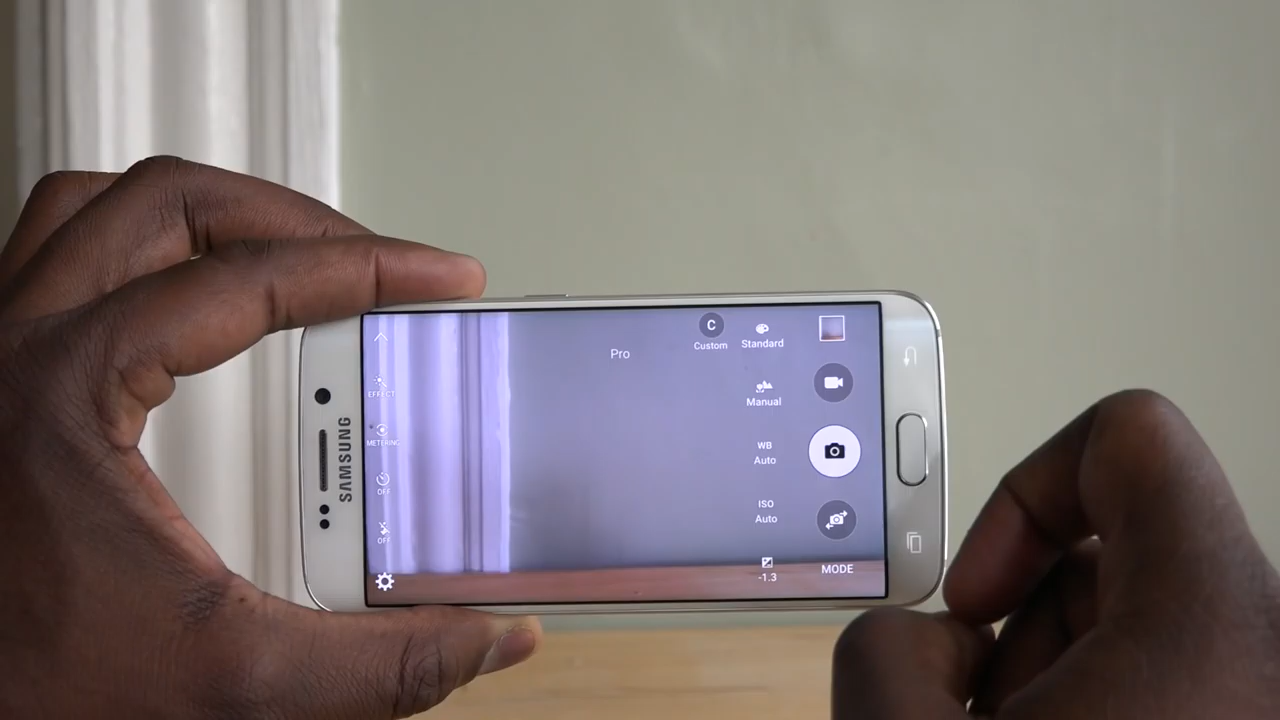 SAMSUNG
EFFECT
METERING
OFF
OFF
Pro
C
Custom
Standard
Manual
WB
Auto
ISO
Auto
-1.3
MODE